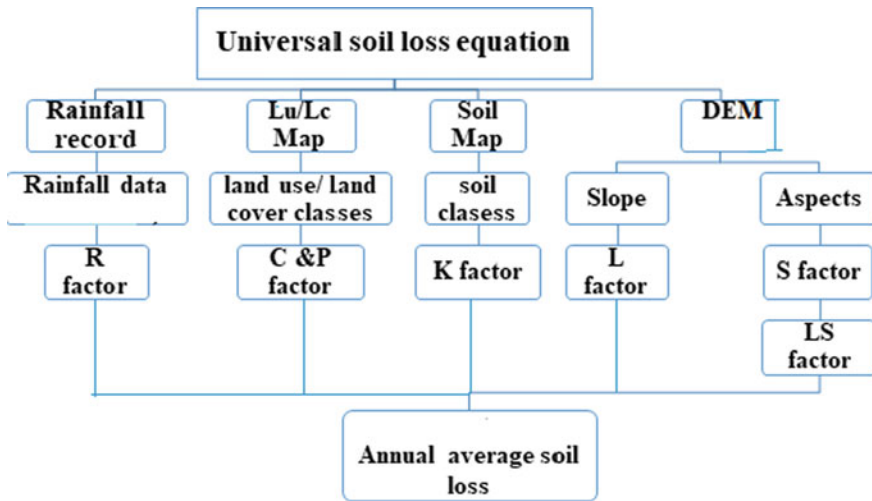 Universal soil loss equation
Rainfall
record
Lu/Lc
Map
Soil
Map
DEM
Rainfall data
land use/ land
cover classes
soil
clasess
Slope
Aspects
R
factor
C &P
factor
K factor
L
factor
S factor
LS
factor
Annual average soil
loss